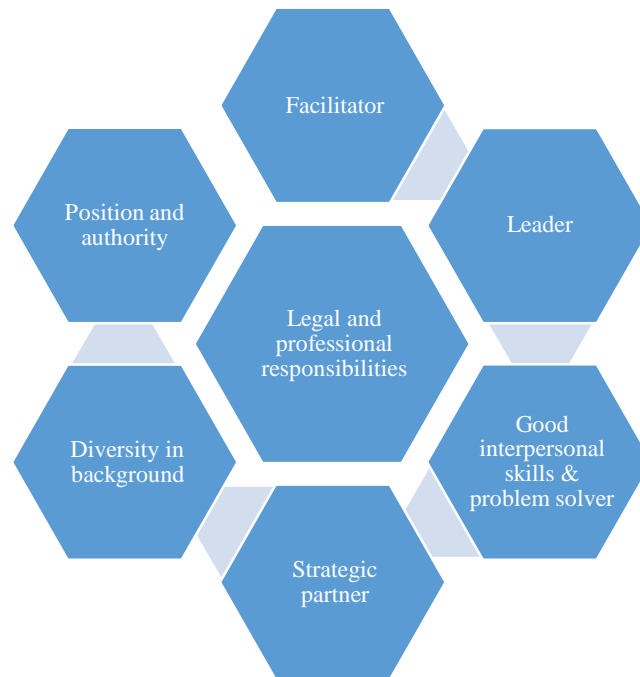 Facilitator
Position and
authority
Leader
Legal and
professional
responsibilities
Diversity in
background
Good
interpersonal
skills &
problem solver
Strategic
partner